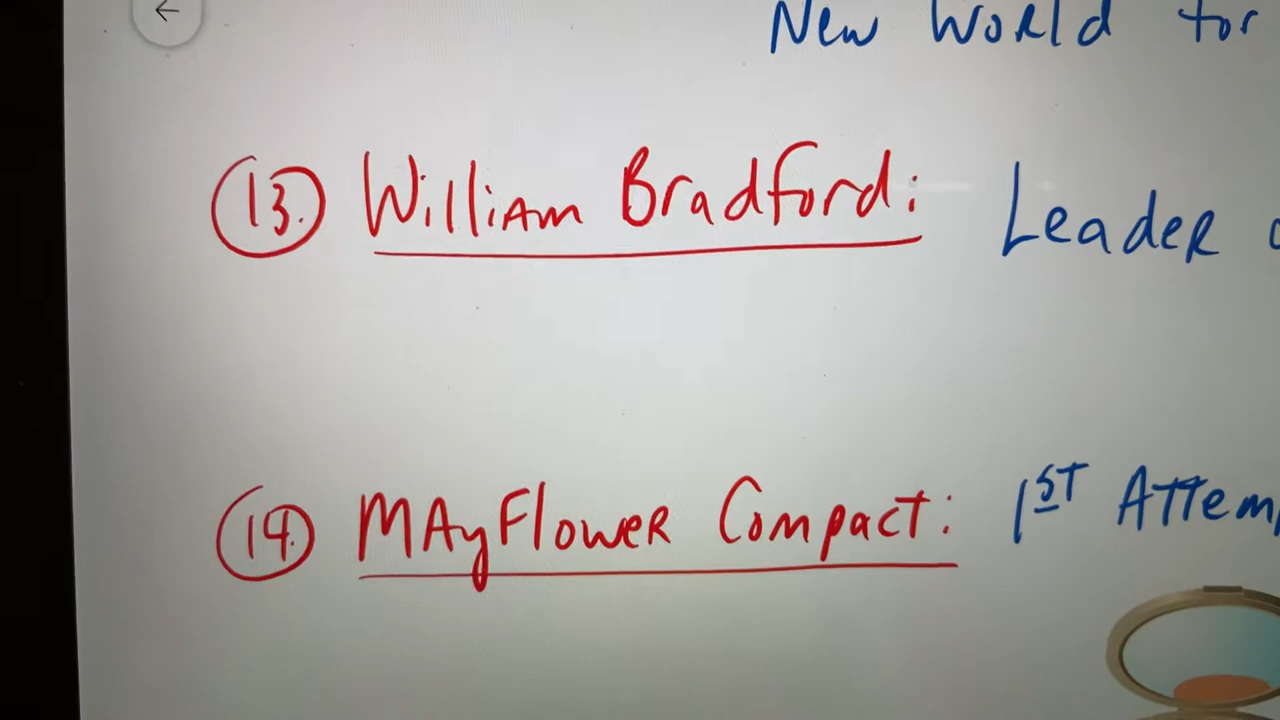 New World for
13. William Bradford: Leader
14. Mayflower Compact: 1st Attem